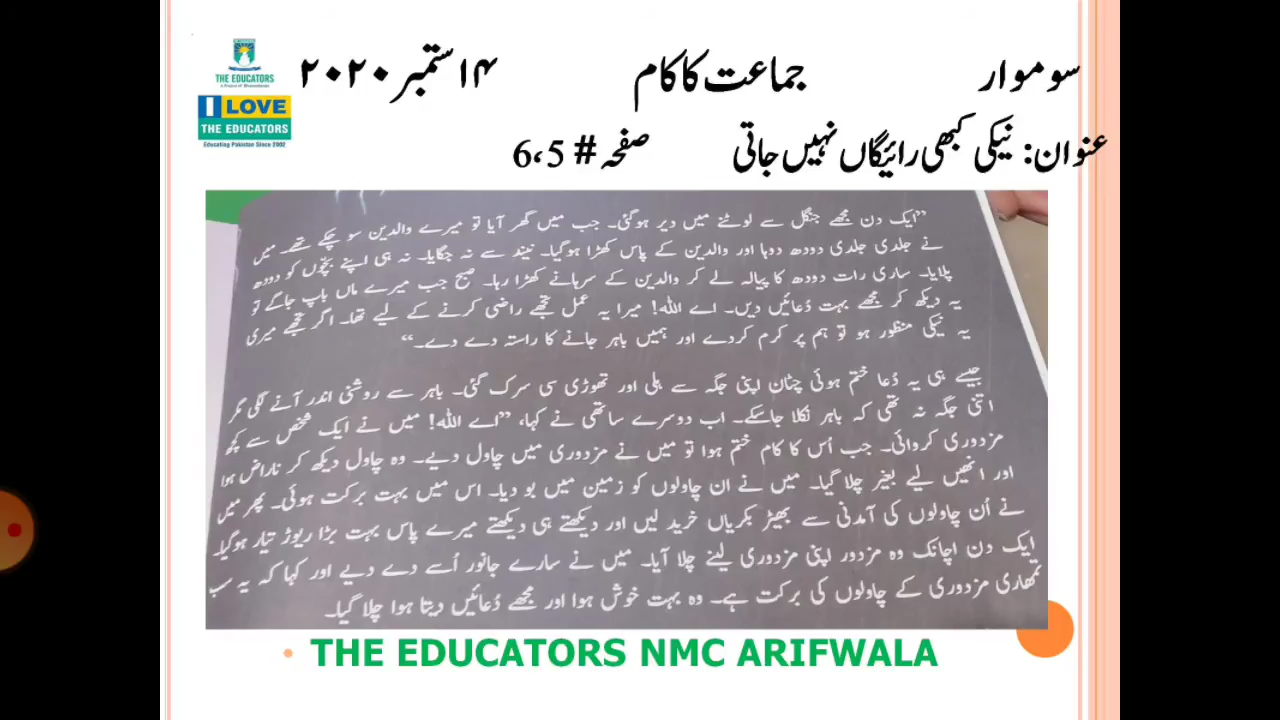 THE EDUCATORS
A Project of Beaconhouse
I LOVE
THE EDUCATORS
Educating Pakistan Since 2002
سوموار جماعت کا کام ۱۴ ستمبر ۲۰۲۰
عنوان: نیکی کبھی رائیگاں نہیں جاتی صفحہ # 6،5
”ایک دن مجھے جنگل سے لوٹنے میں دیر ہوگئی۔ جب میں گھر آیا تو میرے والدین سو چکے تھے۔ میں
نے جلدی جلدی دودھ دوہا اور والدین کے پاس کھڑا ہوگیا۔ نیند سے نہ جگایا۔ نہ ہی اپنے بچّوں کو دودھ
پلایا۔ ساری رات دودھ کا پیالہ لے کر والدین کے سرہانے کھڑا رہا۔ صبح جب میرے ماں باپ جاگے تو
یہ دیکھ کر مجھے بہت دُعائیں دیں۔ اے اللہ! میرا یہ عمل تجھے راضی کرنے کے لیے تھا۔ اگر تجھے میری
یہ نیکی منظور ہو تو ہم پر کرم کردے اور ہمیں باہر جانے کا راستہ دے دے۔“
جیسے ہی یہ دُعا ختم ہوئی چٹان اپنی جگہ سے ہلی اور تھوڑی سی سرک گئی۔ باہر سے روشنی اندر آنے لگی مگر
اتنی جگہ نہ تھی کہ باہر نکلا جاسکے۔ اب دوسرے ساتھی نے کہا، ”اے اللہ! میں نے ایک شخص سے کچھ
مزدوری کروائی۔ جب اُس کا کام ختم ہوا تو میں نے مزدوری میں چاول دیے۔ وہ چاول دیکھ کر ناراض ہوا
اور انھیں لیے بغیر چلا گیا۔ میں نے ان چاولوں کو زمین میں بو دیا۔ اس میں بہت برکت ہوئی۔ پھر میں
نے اُن چاولوں کی آمدنی سے بھیڑ بکریاں خرید لیں اور دیکھتے ہی دیکھتے میرے پاس بہت بڑا ریوڑ تیار ہوگیا۔
ایک دن اچانک وہ مزدور اپنی مزدوری لینے چلا آیا۔ میں نے سارے جانور اُسے دے دیے اور کہا کہ یہ سب
تمھاری مزدوری کے چاولوں کی برکت ہے۔ وہ بہت خوش ہوا اور مجھے دُعائیں دیتا ہوا چلا گیا۔
THE EDUCATORS NMC ARIFWALA